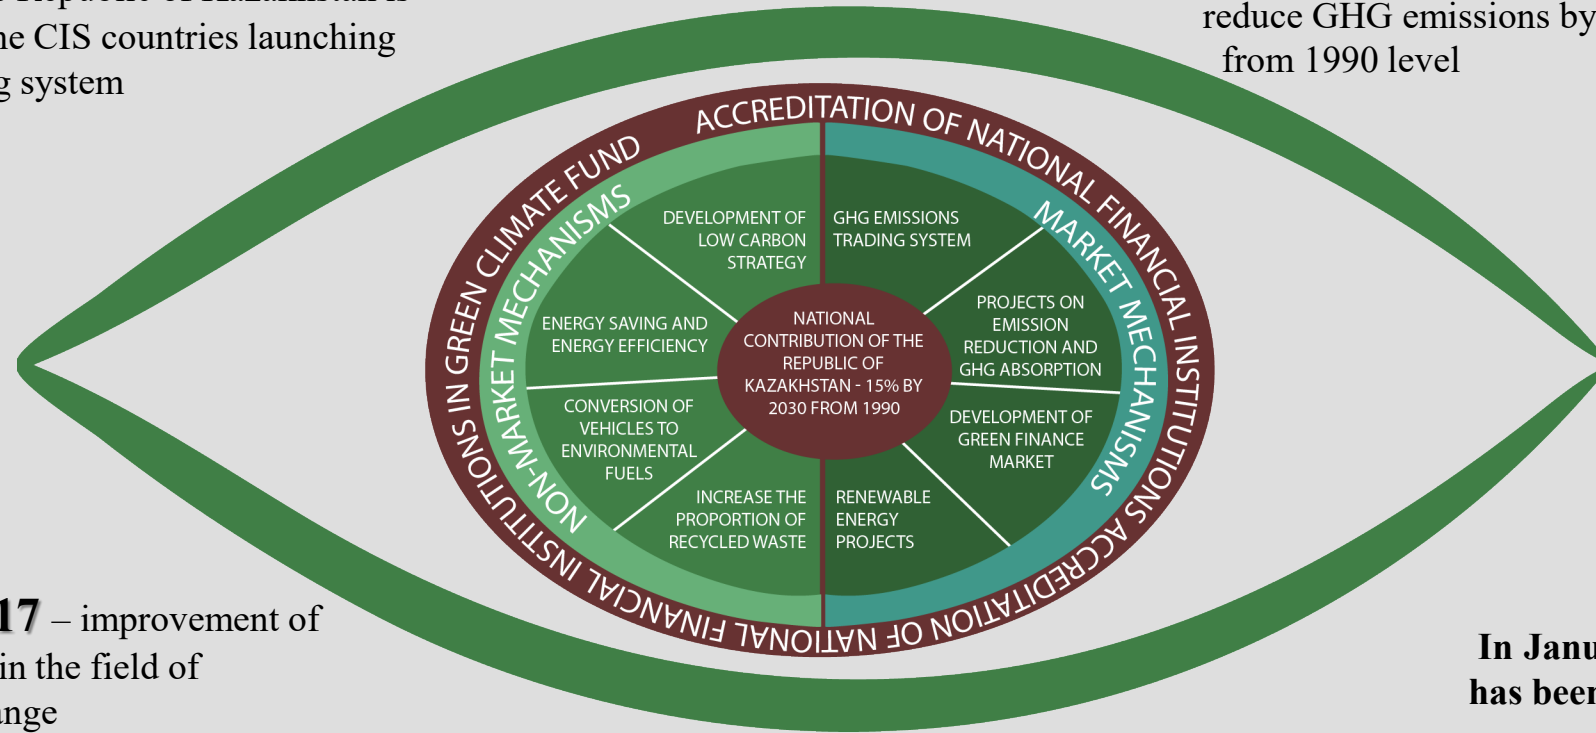 Republic of Kazakhstan is
CIS countries launching
system
reduce GHG emissions by
from 1990 level
ACCREDITATION OF NATIONAL FINANCIAL INSTITUTIONS IN GREEN CLIMATE FUND
ACCREDITATION OF NATIONAL FINANCIAL INSTITUTIONS
NON-MARKET MECHANISMS
MARKET MECHANISMS
DEVELOPMENT OF
LOW CARBON
STRATEGY
GHG EMISSIONS
TRADING SYSTEM
ENERGY SAVING AND
ENERGY EFFICIENCY
NATIONAL
CONTRIBUTION OF THE
REPUBLIC OF
KAZAKHSTAN - 15% BY
2030 FROM 1990
PROJECTS ON
EMISSION
REDUCTION AND
GHG ABSORPTION
CONVERSION OF
VEHICLES TO
ENVIRONMENTAL
FUELS
DEVELOPMENT OF
GREEN FINANCE
MARKET
INCREASE THE
PROPORTION OF
RECYCLED WASTE
RENEWABLE
ENERGY
PROJECTS
17 – improvement of
in the field of
In
has been